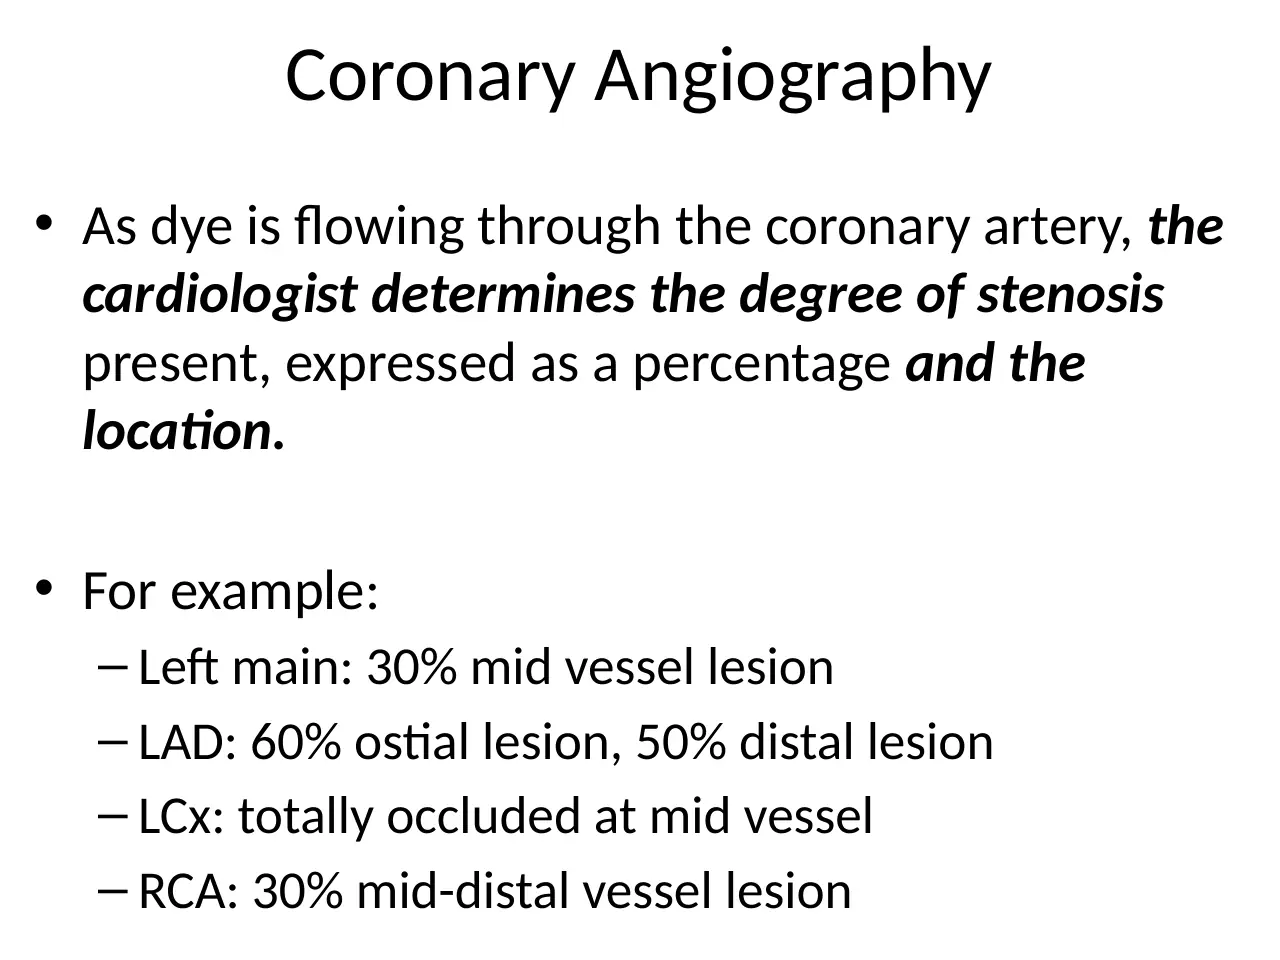 Coronary Angiography
• As dye is flowing through the coronary artery, the
cardiologist determines the degree of stenosis
present, expressed as a percentage and the
location.
• For example:
– Left main: 30% mid vessel lesion
– LAD: 60% ostial lesion, 50% distal lesion
– LCx: totally occluded at mid vessel
– RCA: 30% mid-distal vessel lesion